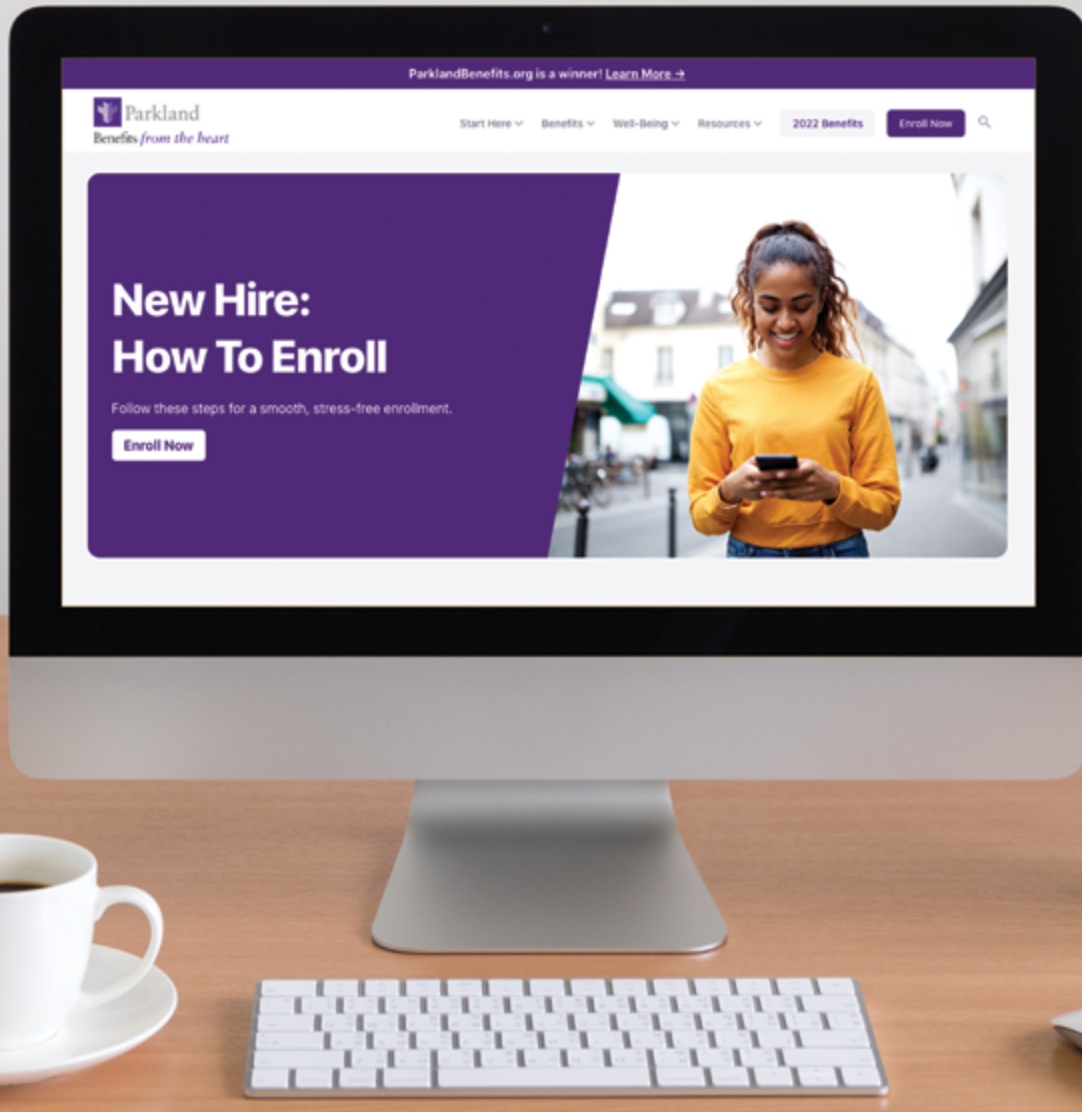 ParklandBenefits.org is a winner! Learn More →
Parkland
Benefits from the heart
Start Here Benefits Well-Being Resources 2022 Benefits Enroll Now
New Hire:
How To Enroll
Follow these steps for a smooth, stress-free enrollment.
Enroll Now